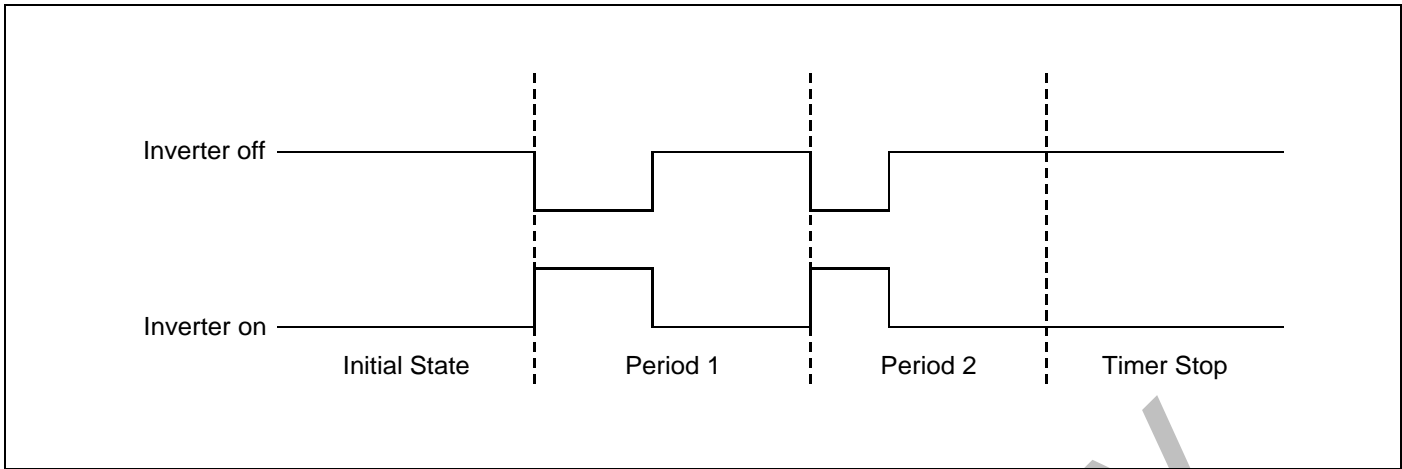 Inverter off
Inverter on
Initial State
Period 1
Period 2
Timer Stop